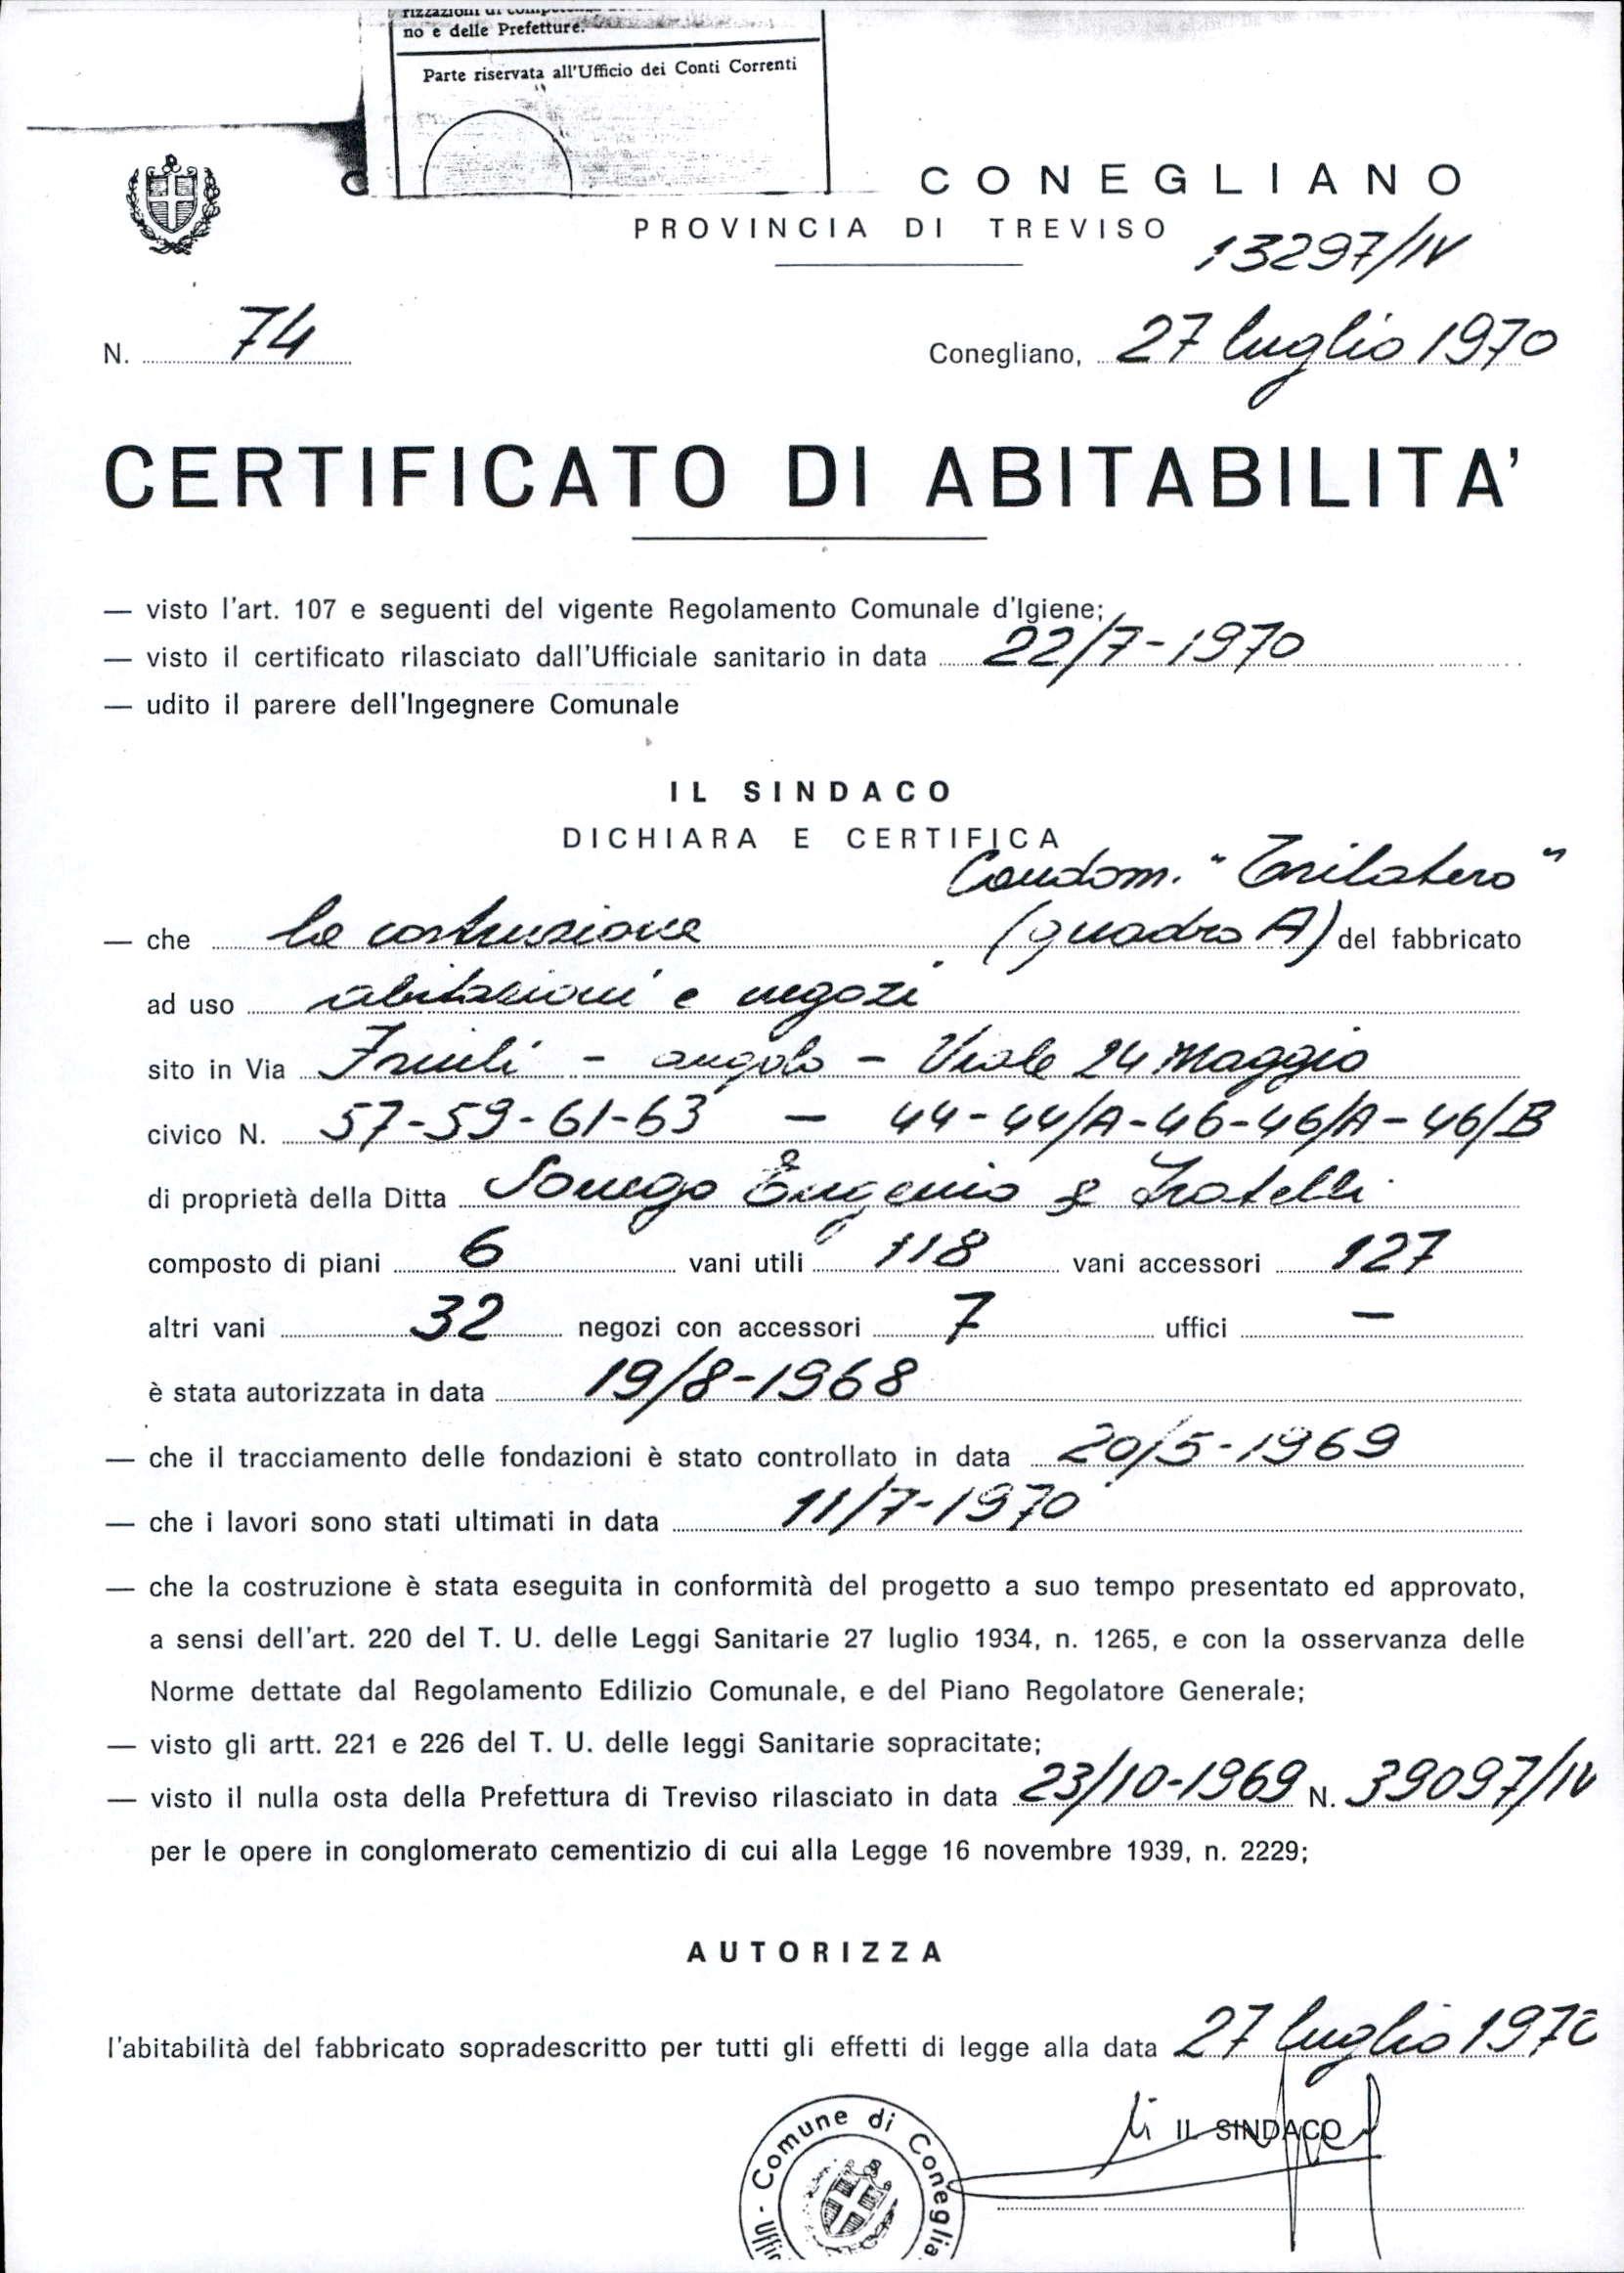 no e delle Prefetture.
Parte riservata all'Ufficio dei Conti Correnti
CONEGLIANO
PROVINCIA DI TREVISO
13297/IV
N. 74
Conegliano, 27 luglio 1970
CERTIFICATO DI ABITABILITA'
— visto l'art. 107 e seguenti del vigente Regolamento Comunale d'Igiene;
— visto il certificato rilasciato dall'Ufficiale sanitario in data 22/7-1970
— udito il parere dell'Ingegnere Comunale
IL SINDACO
DICHIARA E CERTIFICA
Condom. "Trilatero"
— che la costruzione (quadro A) del fabbricato
ad uso abitazioni e negozi
sito in Via Friuli - angolo - Viale 24 Maggio
civico N. 57-59-61-63 — 44-44/A-46-46/A-46/B
di proprietà della Ditta Sonego Eugenio & Fratelli
composto di piani 6 vani utili 118 vani accessori 127
altri vani 32 negozi con accessori 7 uffici —
è stata autorizzata in data 19/8-1968
— che il tracciamento delle fondazioni è stato controllato in data 20/5-1969
— che i lavori sono stati ultimati in data 11/7-1970
— che la costruzione è stata eseguita in conformità del progetto a suo tempo presentato ed approvato,
a sensi dell'art. 220 del T. U. delle Leggi Sanitarie 27 luglio 1934, n. 1265, e con la osservanza delle
Norme dettate dal Regolamento Edilizio Comunale, e del Piano Regolatore Generale;
— visto gli artt. 221 e 226 del T. U. delle leggi Sanitarie sopracitate;
— visto il nulla osta della Prefettura di Treviso rilasciato in data 23/10-1969 N. 39097/IV
per le opere in conglomerato cementizio di cui alla Legge 16 novembre 1939, n. 2229;
AUTORIZZA
l'abitabilità del fabbricato sopradescritto per tutti gli effetti di legge alla data 27 luglio 1970
IL SINDACO
Comune di Coneglia
- Uffic